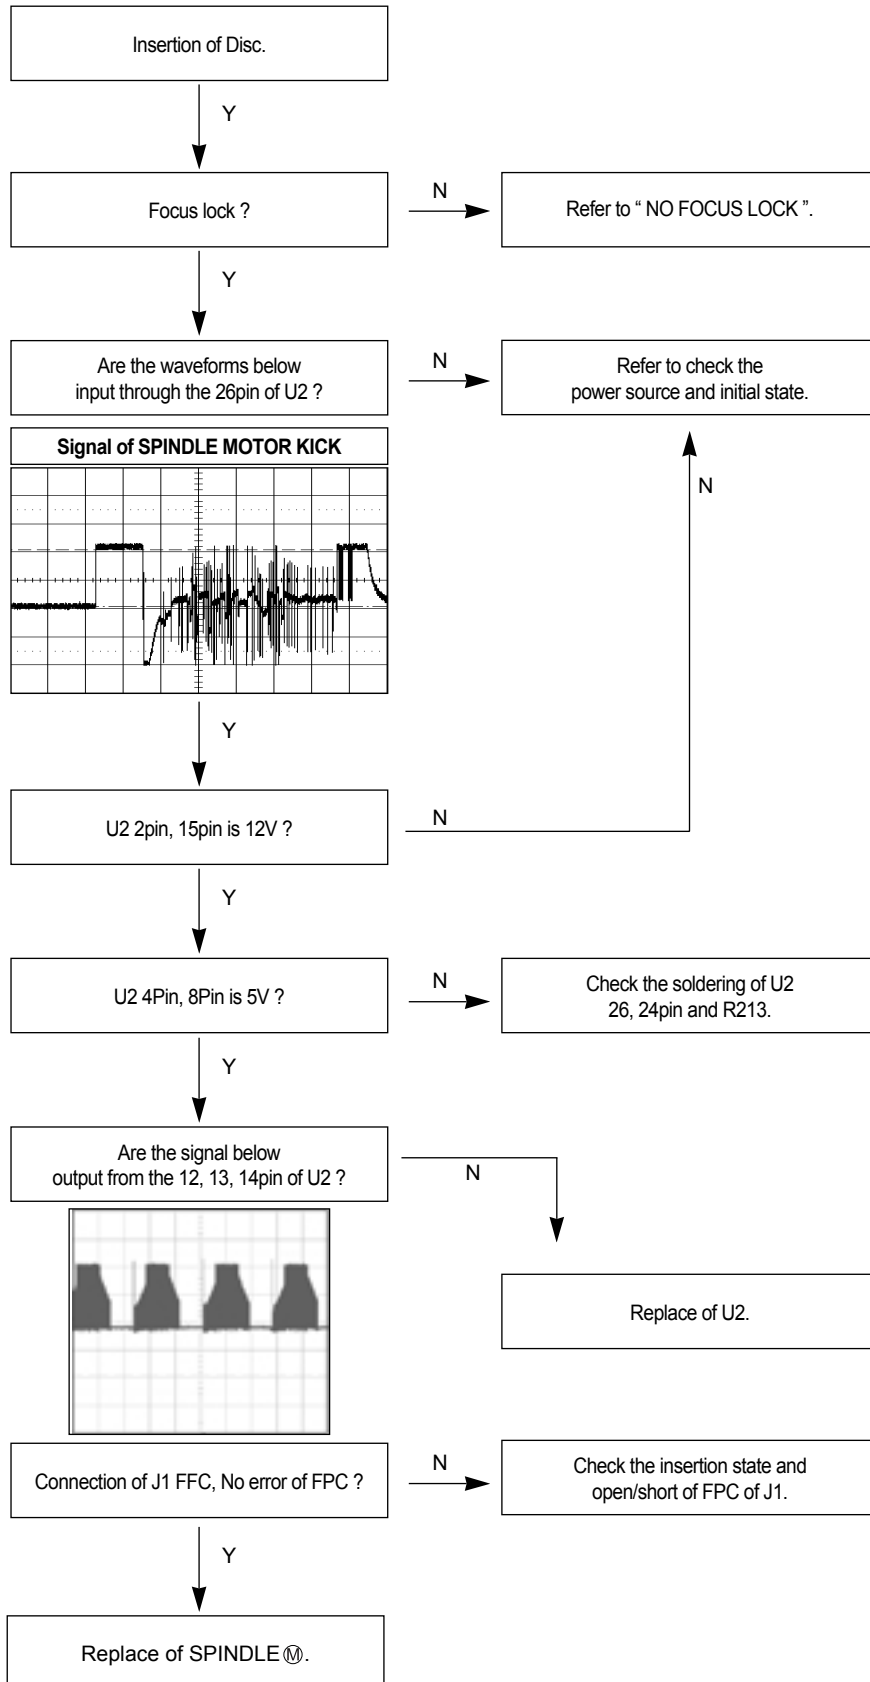 Insertion of Disc.
Y
Focus lock ?
N
Refer to “ NO FOCUS LOCK ”.
Y
Are the waveforms below
input through the 26pin of U2 ?
N
Refer to check the
power source and initial state.
Signal of SPINDLE MOTOR KICK
N
Y
U2 2pin, 15pin is 12V ?
N
Y
U2 4Pin, 8Pin is 5V ?
N
Check the soldering of U2
26, 24pin and R213.
Y
Are the signal below
output from the 12, 13, 14pin of U2 ?
N
Replace of U2.
Connection of J1 FFC, No error of FPC ?
N
Check the insertion state and
open/short of FPC of J1.
Y
Replace of SPINDLE Ⓜ.